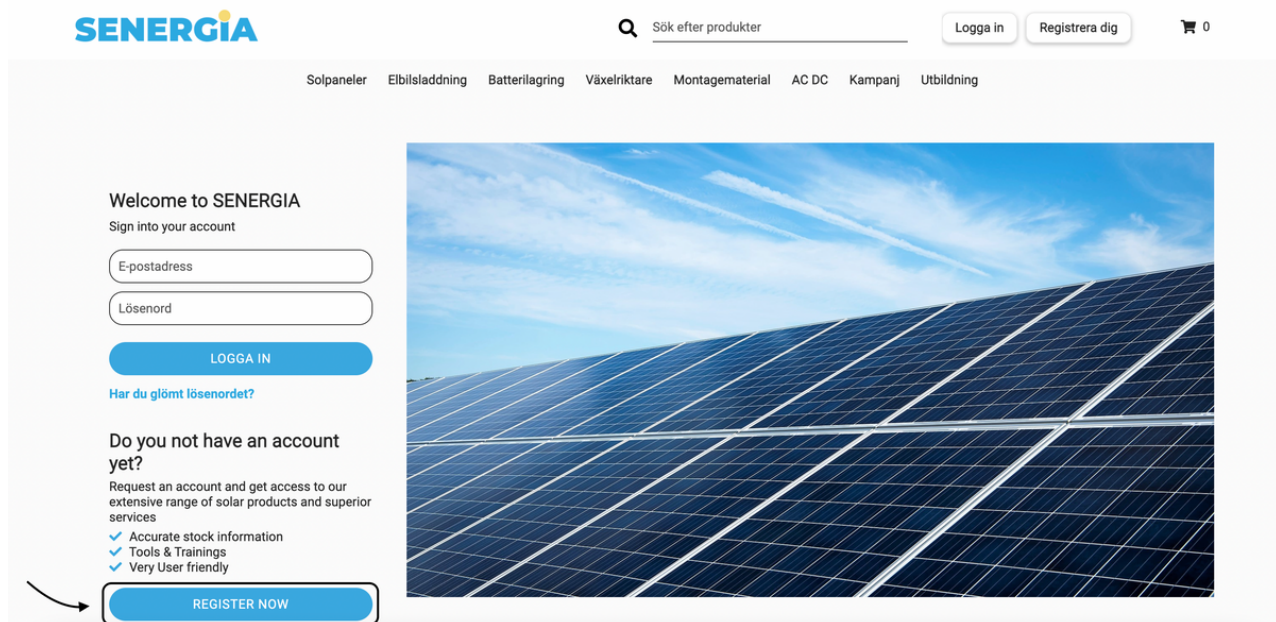 SENERGIA
Sök efter produkter
Logga in
Registrera dig
0
Solpaneler Elbilsladdning Batterilagring Växelriktare Montagematerial AC DC Kampanj Utbildning
Welcome to SENERGIA
Sign into your account
E-postadress
Lösenord
LOGGA IN
Har du glömt lösenordet?
Do you not have an account
yet?
Request an account and get access to our
extensive range of solar products and superior
services
Accurate stock information
Tools & Trainings
Very User friendly
REGISTER NOW